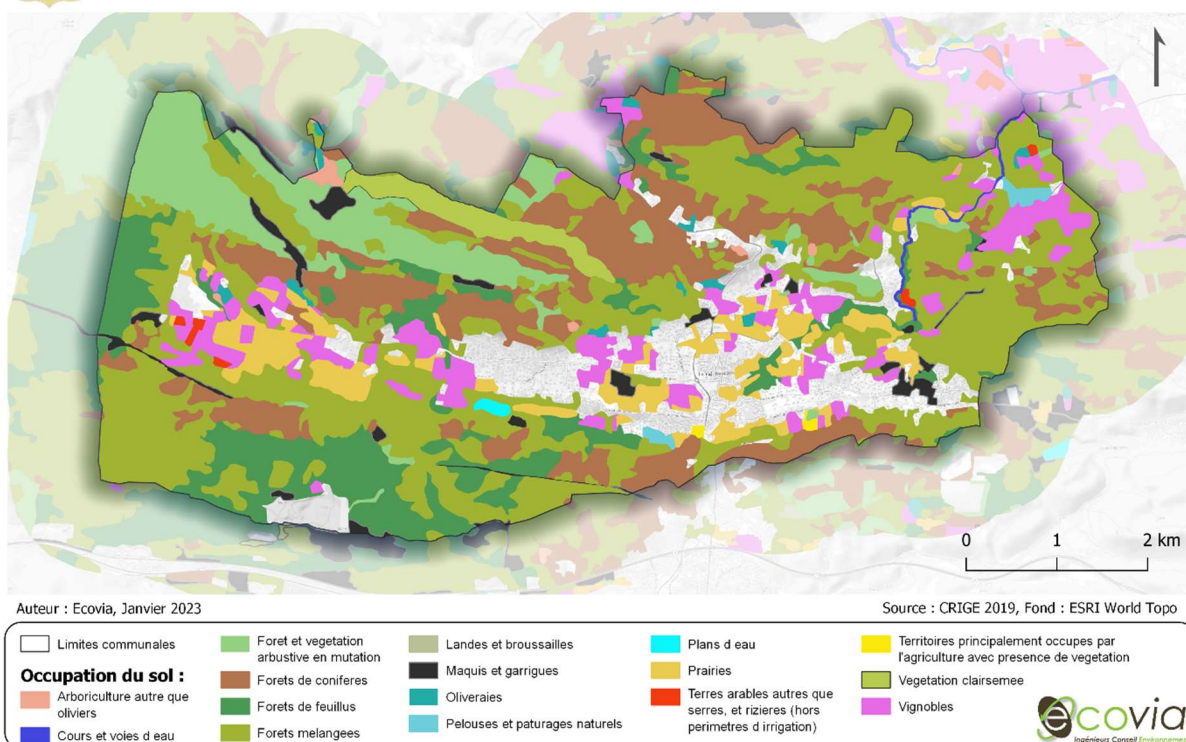 0 1 2 km
Auteur : Ecovia, Janvier 2023
Source : CRIGE 2019, Fond : ESRI World Topo
Limites communales
Occupation du sol :
Arboriculture autre que
oliviers
Cours et voies d eau
Foret et vegetation
arbustive en mutation
Forets de coniferes
Forets de feuillus
Forets melangees
Landes et broussailles
Maquis et garrigues
Oliveraies
Pelouses et paturages naturels
Plans d eau
Prairies
Terres arables autres que
serres, et rizieres (hors
perimetres d irrigation)
Territoires principalement occupes par
l'agriculture avec presence de vegetation
Vegetation clairsemee
Vignobles
ecovia
Ingénieurs Conseil Environnement